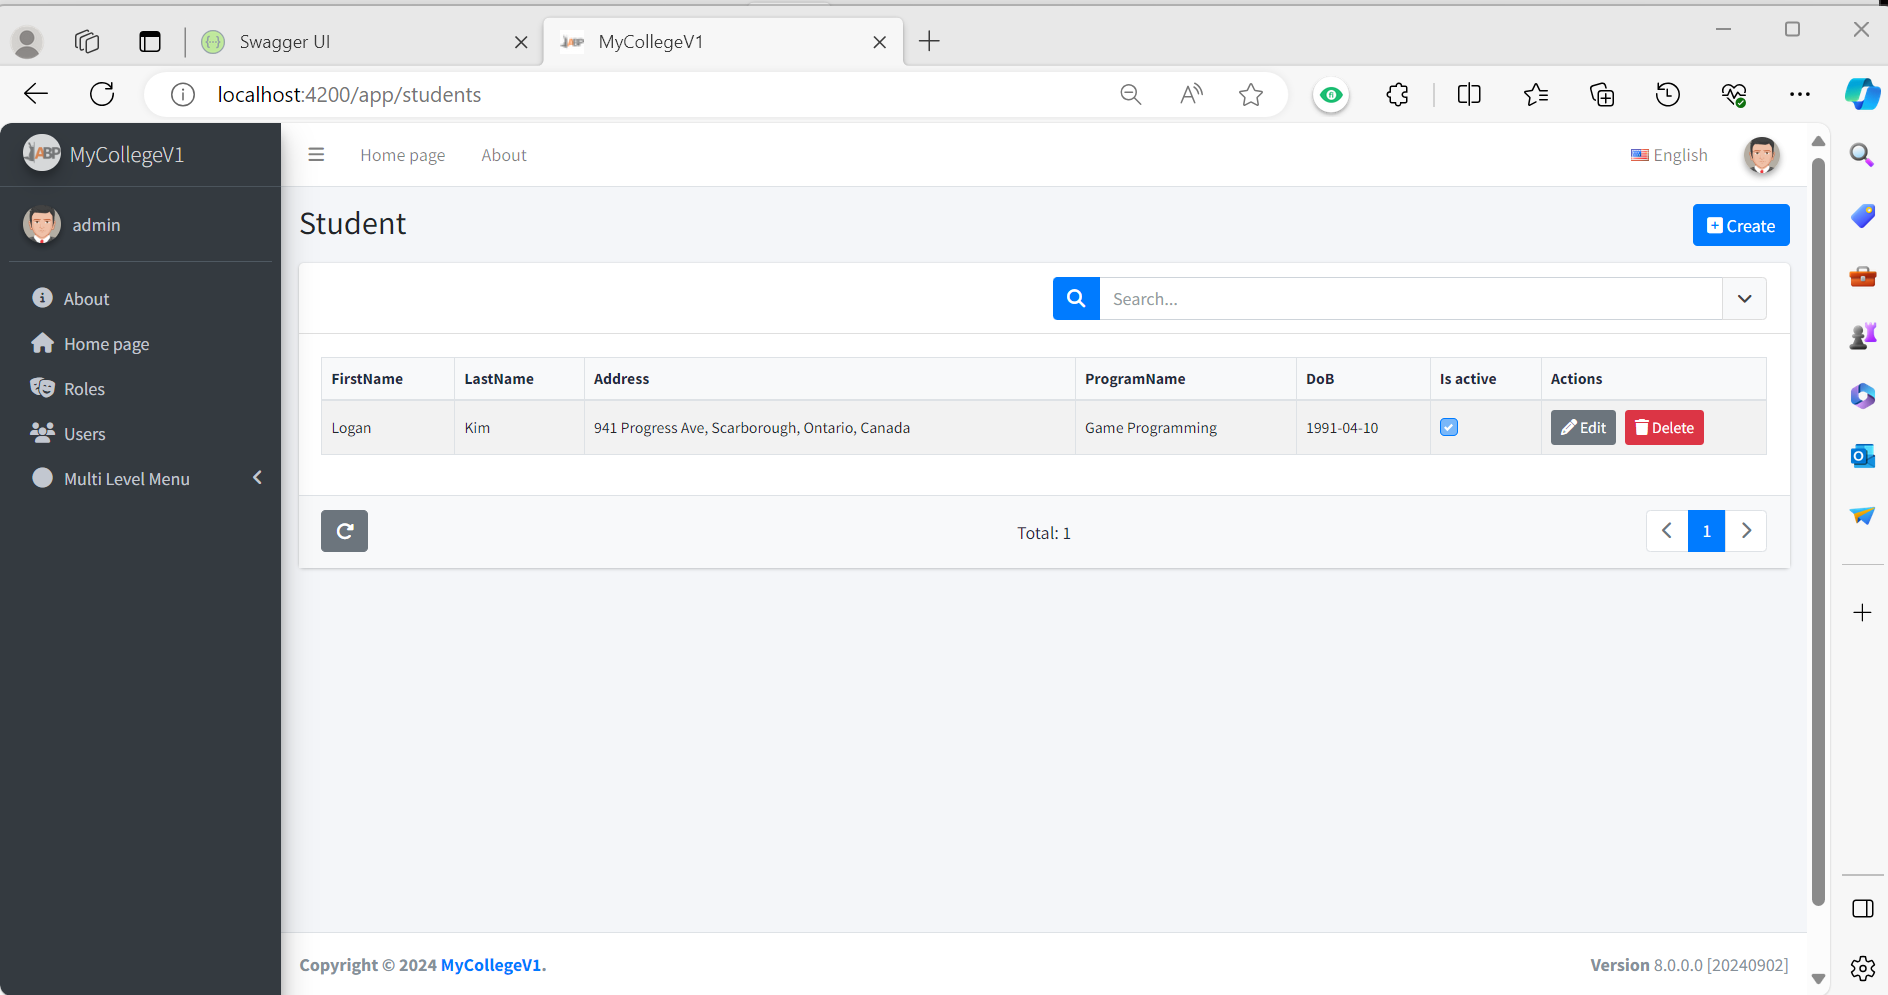 Swagger UI
MyCollegeV1
localhost:4200/app/students
MyCollegeV1
Home page
About
English
admin
Student
Create
About
Home page
Roles
Users
Multi Level Menu
Search...
FirstName LastName Address ProgramName DoB Is active Actions
Logan Kim 941 Progress Ave, Scarborough, Ontario, Canada Game Programming 1991-04-10 Edit Delete
Total: 1
1
Copyright © 2024 MyCollegeV1.
Version 8.0.0.0 [20240902]